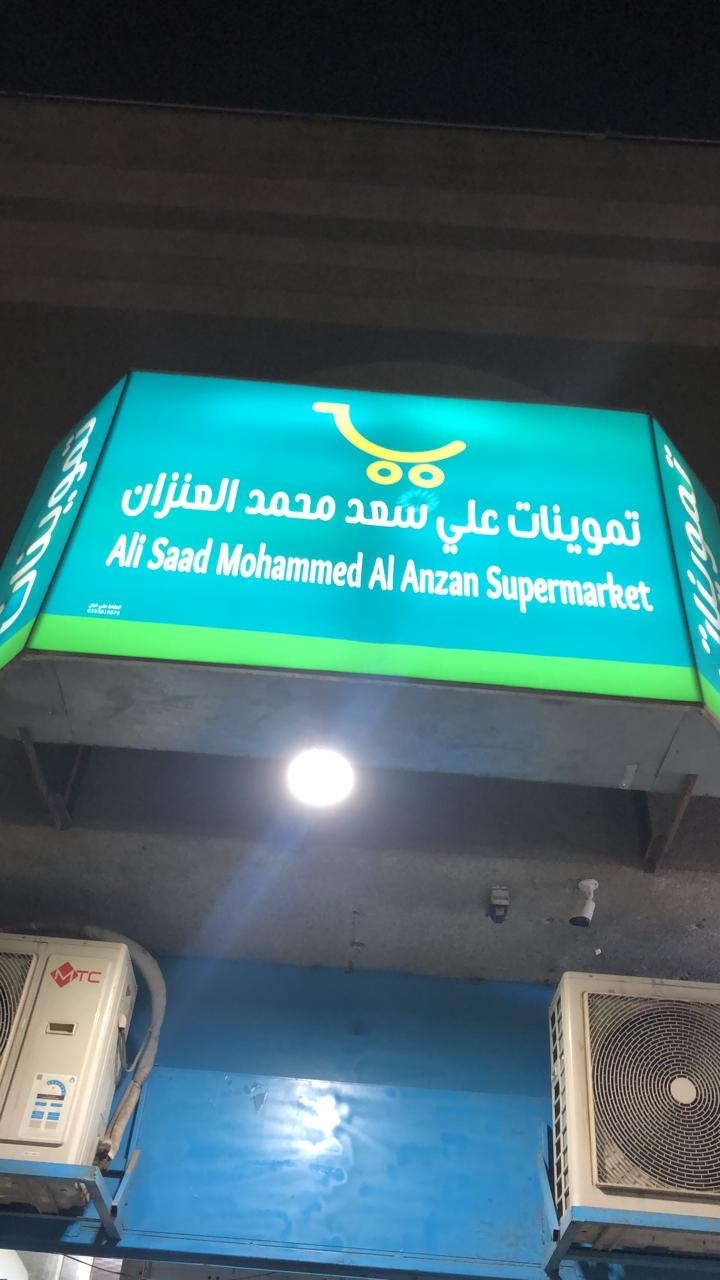 تموينات علي سعد محمد العنزان
Ali Saad Mohammed Al Anzan Supermarket
MTC